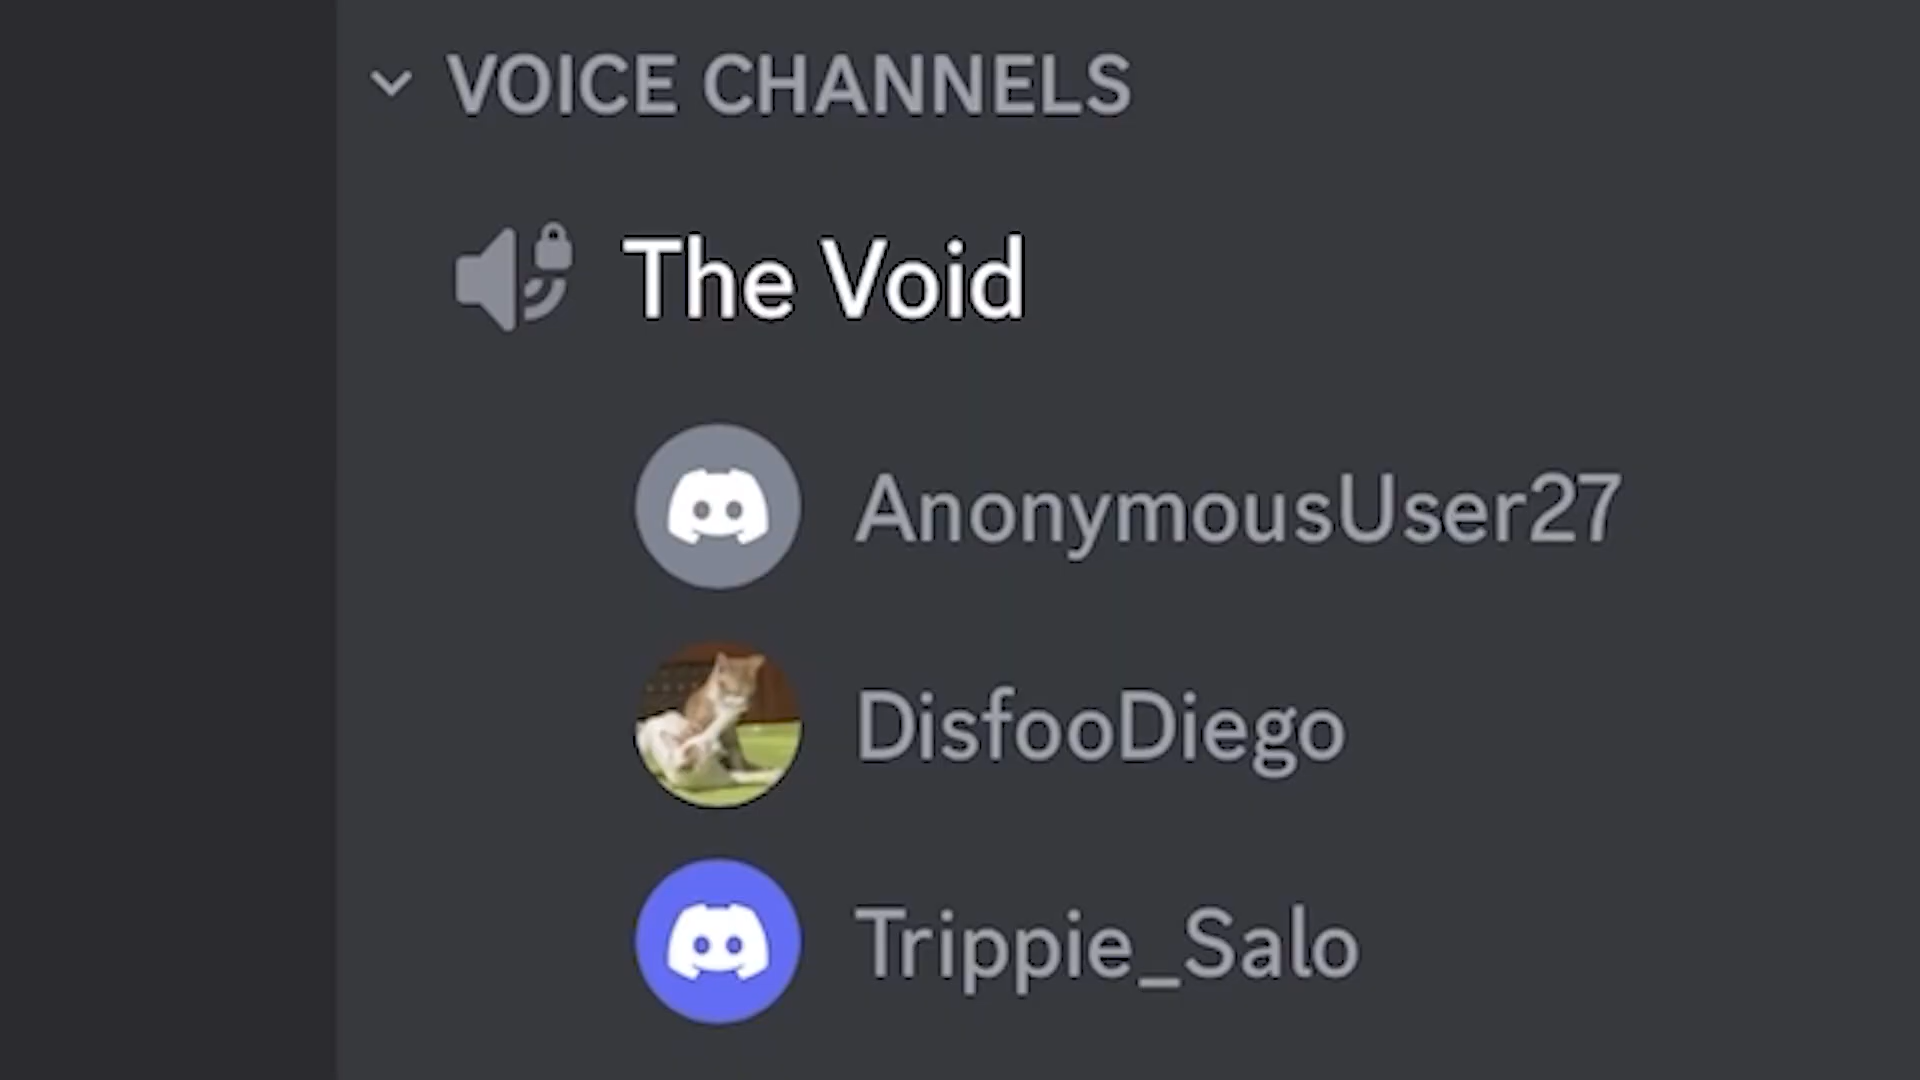 VOICE CHANNELS
The Void
AnonymousUser27
DisfooDiego
Trippie_Salo